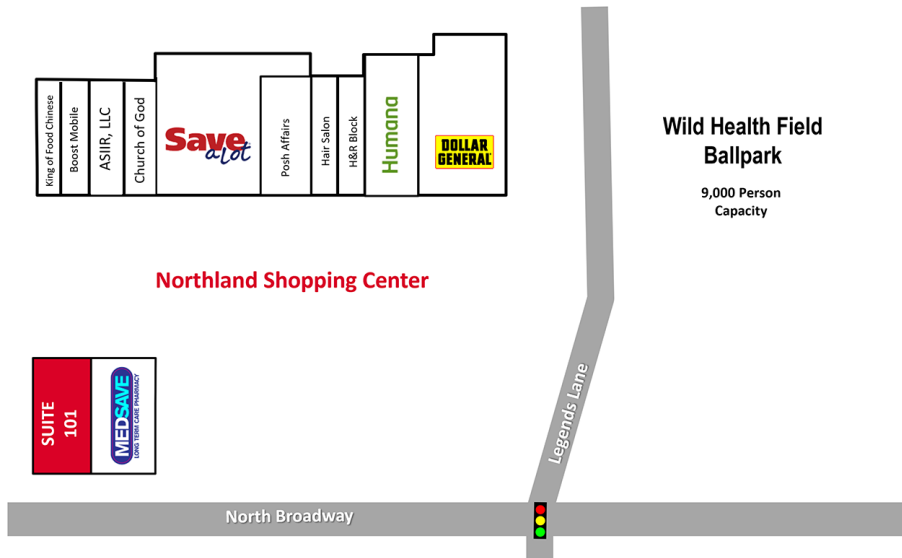 King of Food Chinese
Boost Mobile
ASIIR, LLC
Church of God
Save
a lot
Posh Affairs
Hair Salon
H&R Block
Humana
DOLLAR
GENERAL
Wild Health Field
Ballpark
9,000 Person
Capacity
Northland Shopping Center
SUITE
101
MEDSAVE
LONG TERM CARE PHARMACY
Legends Lane
North Broadway